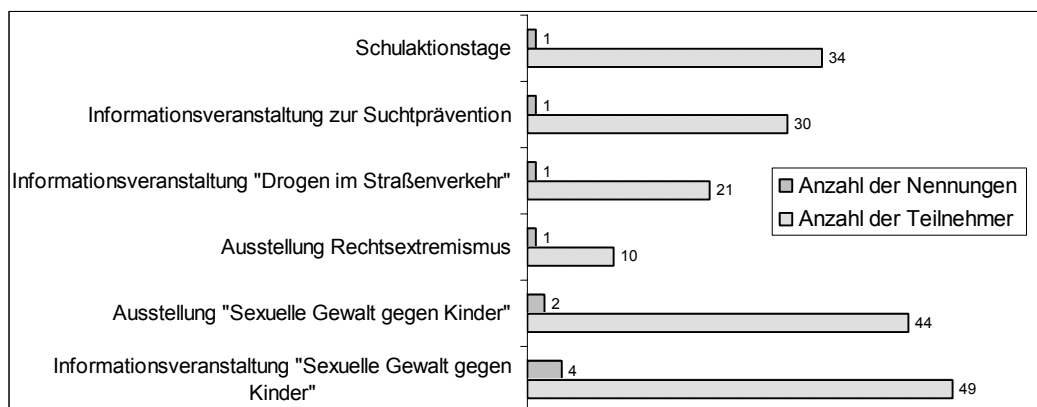 Schulaktionstage
1
34
Informationsveranstaltung zur Suchtprävention
1
30
Informationsveranstaltung "Drogen im Straßenverkehr"
1
21
Ausstellung Rechtsextremismus
1
10
Ausstellung "Sexuelle Gewalt gegen Kinder"
2
44
Informationsveranstaltung "Sexuelle Gewalt gegen
Kinder"
4
49
Anzahl der Nennungen
Anzahl der Teilnehmer